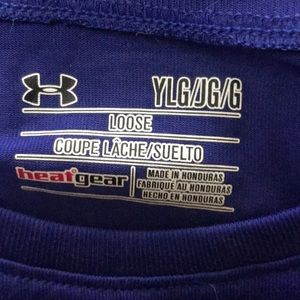 YLG/JG/G
LOOSE
COUPE LÂCHE/SUELTO
heatgear
MADE IN HONDURAS
FABRIQUÉ AU HONDURAS
HECHO EN HONDURAS